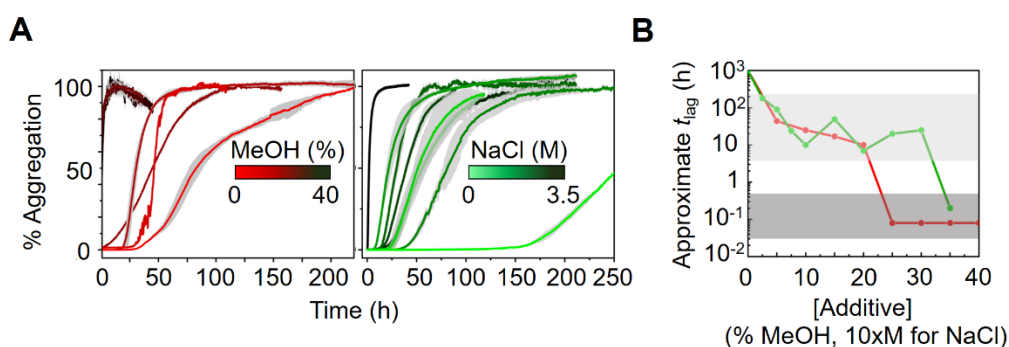 A
% Aggregation
100
50
0
MeOH (%)
0 40
NaCl (M)
0 3.5
0 50 100 150 200
0 50 100 150 200 250
Time (h)
B
Approximate tlag (h)
10³
10²
10
1
10⁻¹
10⁻²
0 10 20 30 40
[Additive]
(% MeOH, 10xM for NaCl)